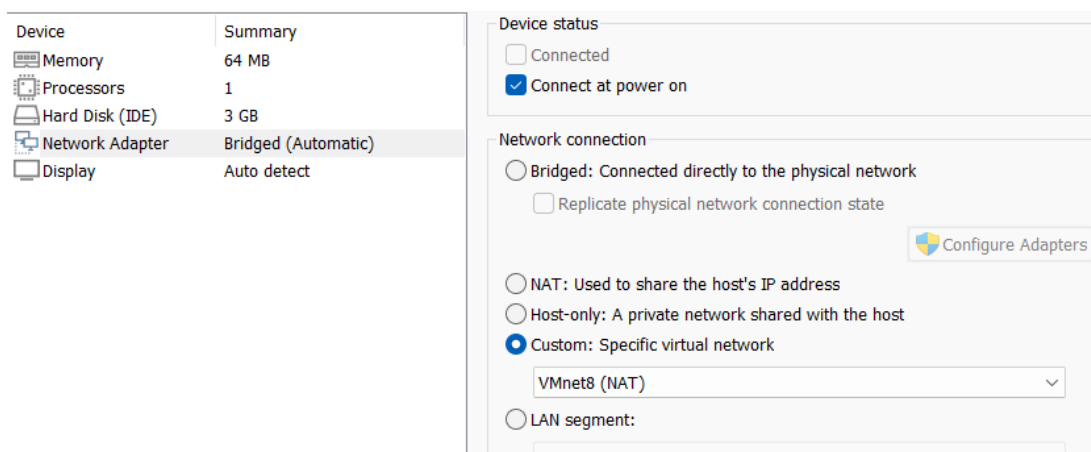 Device Summary
Memory 64 MB
Processors 1
Hard Disk (IDE) 3 GB
Network Adapter Bridged (Automatic)
Display Auto detect
Device status
Connected
Connect at power on
Network connection
Bridged: Connected directly to the physical network
Replicate physical network connection state
Configure Adapters
NAT: Used to share the host's IP address
Host-only: A private network shared with the host
Custom: Specific virtual network
VMnet8 (NAT)
LAN segment: